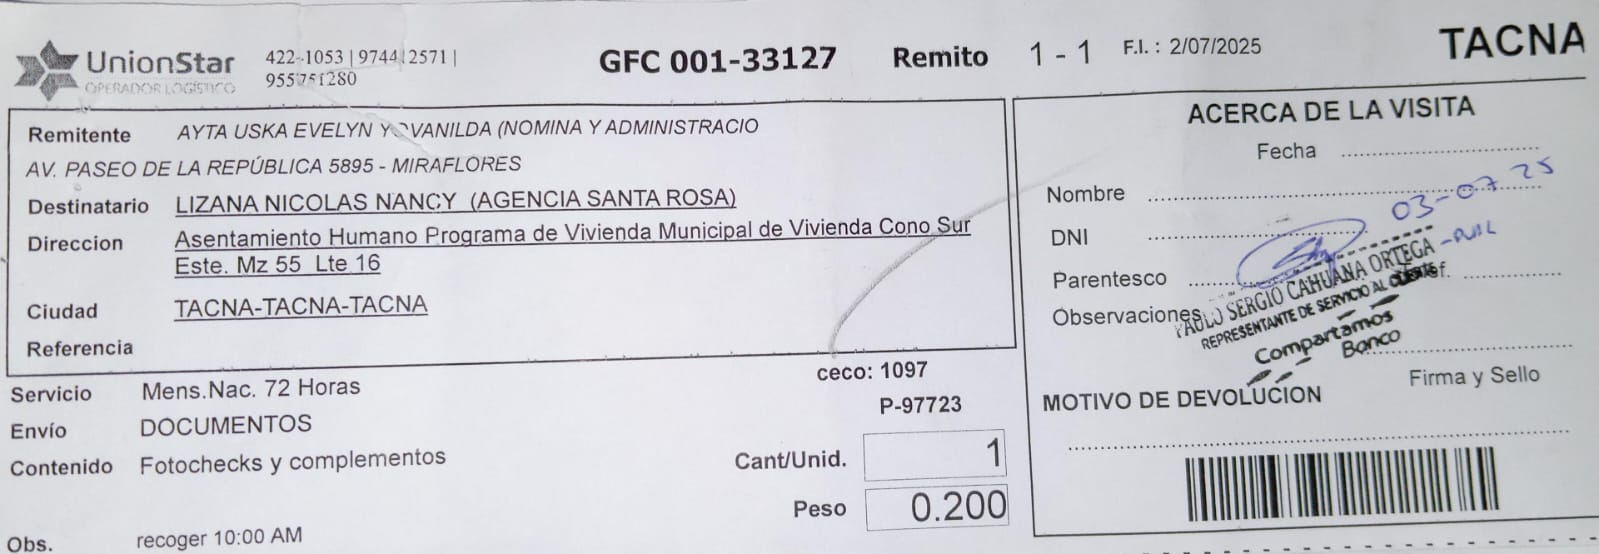 UnionStar
OPERADOR LOGÍSTICO
422-1053 | 974412571 |
955751280
GFC 001-33127
Remito 1 - 1
F.I. : 2/07/2025
TACNA
Remitente AYTA USKA EVELYN YOVANILDA (NOMINA Y ADMINISTRACIO
AV. PASEO DE LA REPÚBLICA 5895 - MIRAFLORES
Destinatario LIZANA NICOLAS NANCY (AGENCIA SANTA ROSA)
Direccion Asentamiento Humano Programa de Vivienda Municipal de Vivienda Cono Sur
Este. Mz 55 Lte 16
Ciudad TACNA-TACNA-TACNA
Referencia
Servicio Mens.Nac. 72 Horas
Envío DOCUMENTOS
Contenido Fotochecks y complementos
Obs. recoger 10:00 AM
ceco: 1097
P-97723
Cant/Unid. 1
Peso 0.200
ACERCA DE LA VISITA
Fecha
Nombre
03-07 25
DNI
Parentesco
Observaciones
PAULO SERGIO CAHUANA ORTEGA
REPRESENTANTE DE SERVICIO AL CLIENTE
Compartamos
Banco
Firma y Sello
MOTIVO DE DEVOLUCION